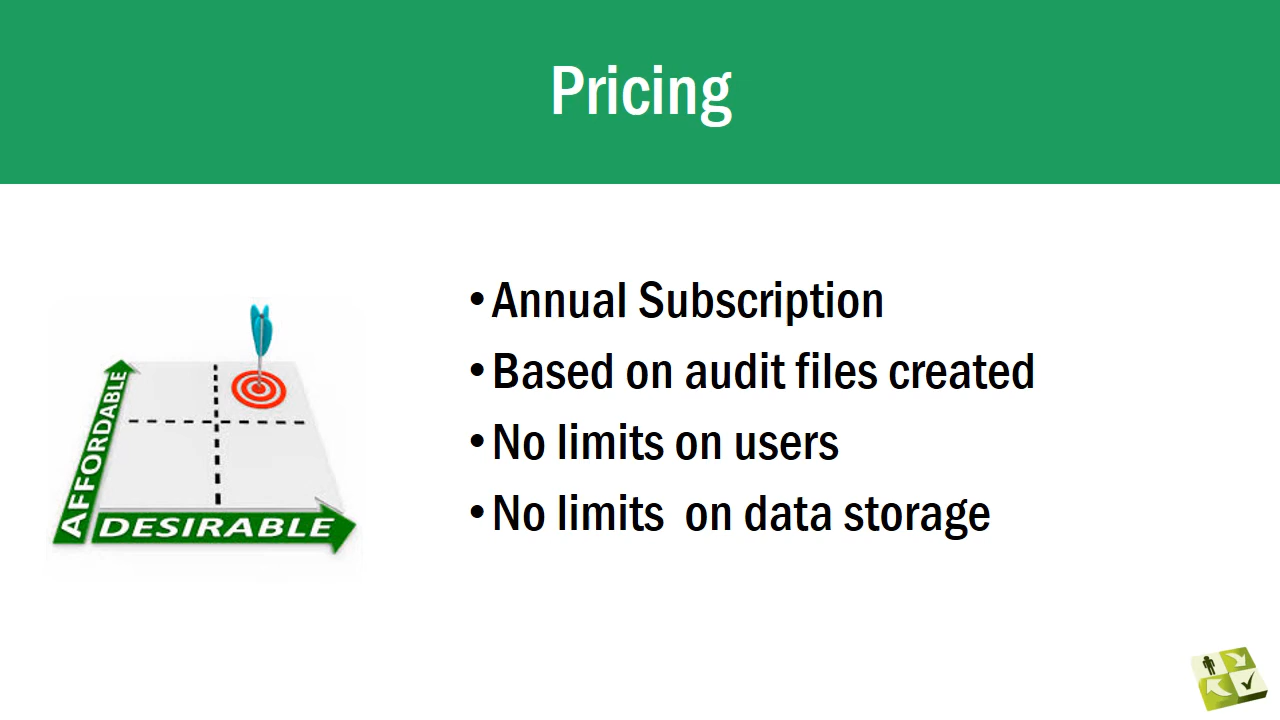 Pricing
• Annual Subscription
• Based on audit files created
• No limits on users
• No limits  on data storage
AFFORDABLE
DESIRABLE